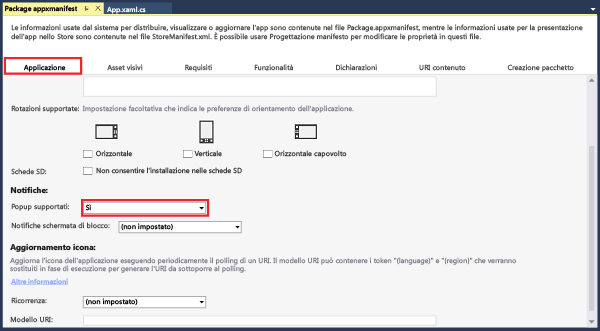 Package appxmanifest
App.xaml.cs
Le informazioni usate dal sistema per distribuire, visualizzare o aggiornare l'app sono contenute nel file Package.appxmanifest, mentre le informazioni usate per la presentazione
dell'app nello Store sono contenute nel file StoreManifest.xml. È possibile usare Progettazione manifesto per modificare le proprietà in questi file.
Applicazione Asset visivi Requisiti Funzionalità Dichiarazioni URI contenuto Creazione pacchetto
Rotazioni supportate: Impostazione facoltativa che indica le preferenze di orientamento dell'applicazione.
Orizzontale Verticale Orizzontale capovolto
Schede SD: Non consentire l'installazione nelle schede SD
Notifiche:
Popup supportati: Sì
Notifiche schermata di blocco: (non impostato)
Aggiornamento icona:
Aggiorna l'icona dell'applicazione eseguendo periodicamente il polling di un URI. Il modello URI può contenere i token "(language)" e "(region)" che verranno
sostituiti in fase di esecuzione per generare l'URI da sottoporre al polling.
Altre informazioni
Ricorrenza: (non impostato)
Modello URI: